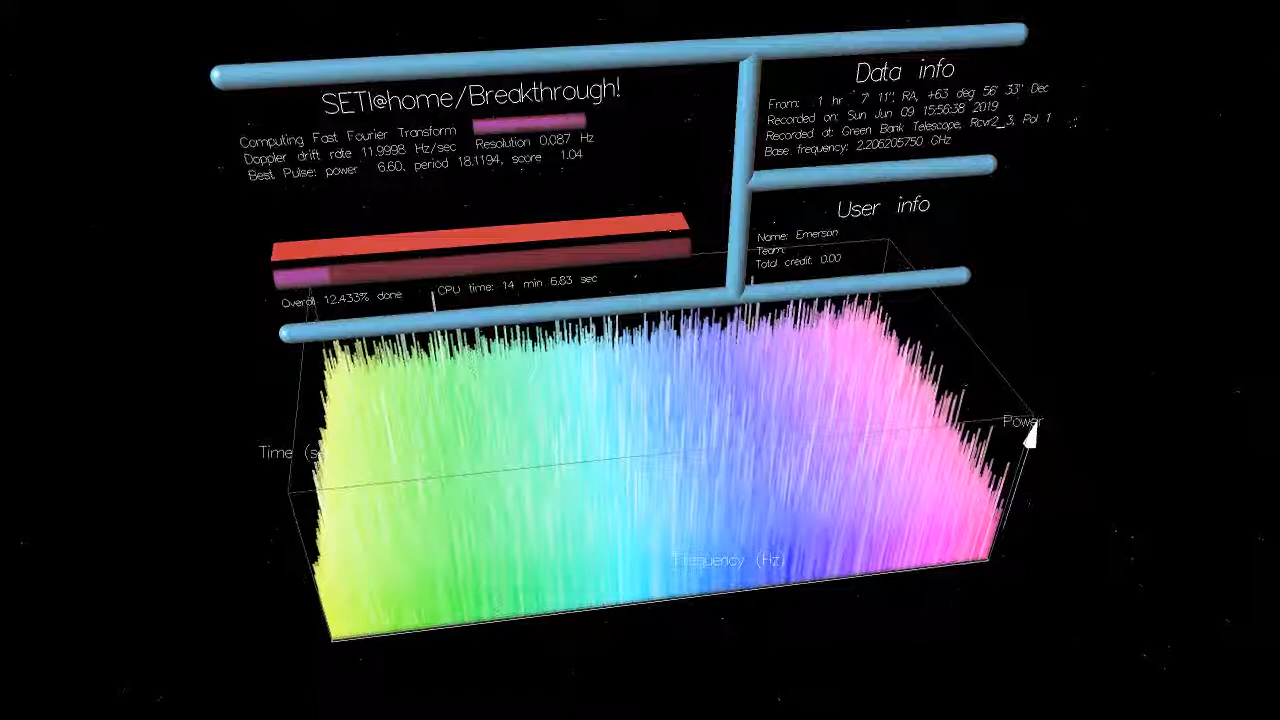 SETI@home/Breakthrough!
Computing Fast Fourier Transform
Doppler drift rate 11.9998 Hz/sec Resolution 0.087 Hz
Best Pulse: power 6.60, period 18.1194, score 1.04
Overall 12.433% done CPU time: 14 min 6.83 sec
Data info
From: 1 hr 7' 11" RA, +63 deg 56' 33" Dec
Recorded on: Sun Jun 09 15:56:38 2019
Recorded at: Green Bank Telescope, Rcvr2_3, Pol 1
Base frequency: 2.206205750 GHz
User info
Name: Emerson
Team:
Total credit: 0.00
Power
Time (s
Frequency (Hz)